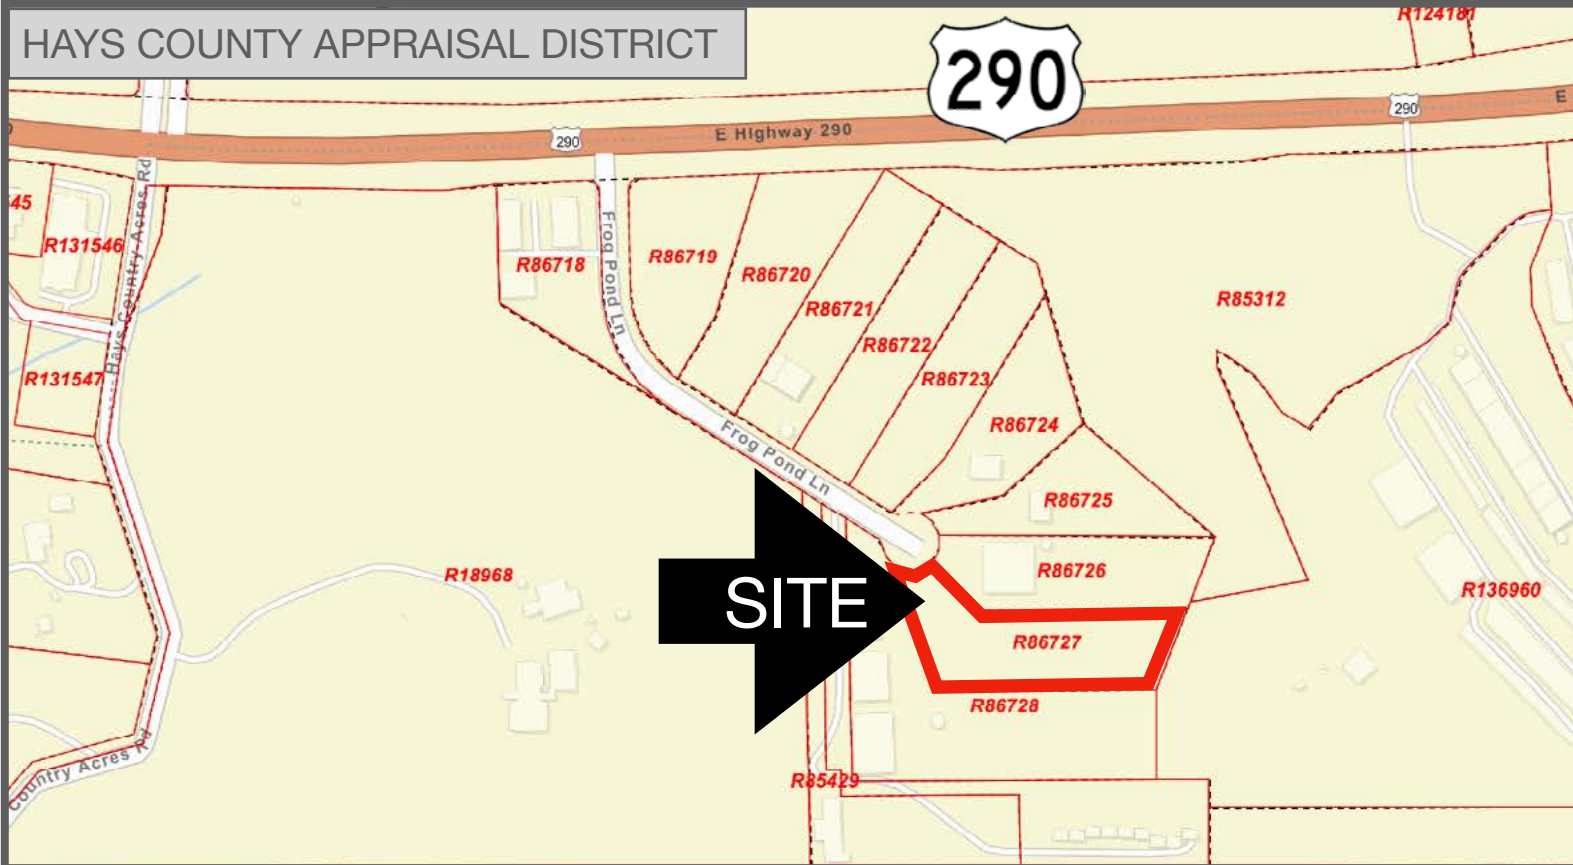 HAYS COUNTY APPRAISAL DISTRICT
R124181
290
290
290
E
E Highway 290
45
R131546
Hays Country Acres Rd
R131547
R86718
Frog Pond Ln
R86719
R86720
R86721
R86722
R86723
R86724
R86725
R86726
R86727
R86728
R85312
Frog Pond Ln
SITE
R18968
R136960
R85429
Country Acres Rd